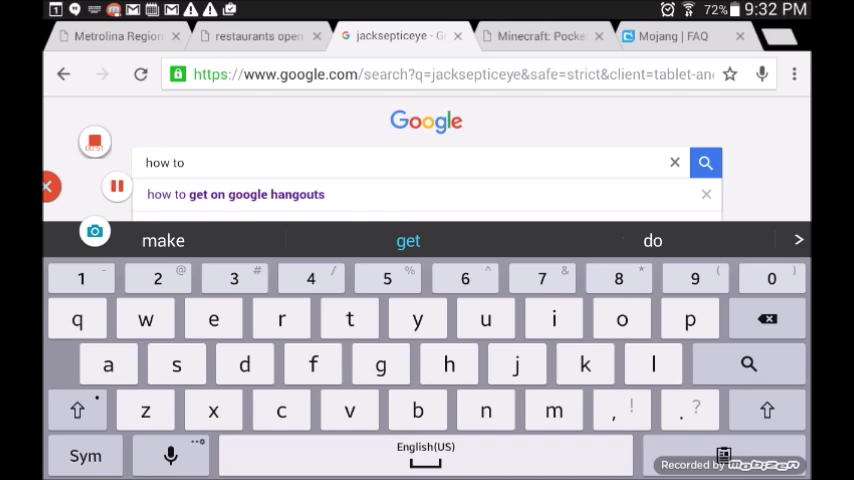 72% 9:32 PM
Metrolina Region
restaurants open
jacksepticeye - G
Minecraft: Pocke
Mojang | FAQ
https://www.google.com/search?q=jacksepticeye&safe=strict&client=tablet-an
Google
how to
how to get on google hangouts
make get do >
1 - 2 @ 3 # 4 / 5 % 6 ^ 7 & 8 * 9 ( 0 )
q w e r t y u i o p
a s d f g h j k l
z x c v b n m , ! . ?
Sym
English(US)
Recorded by mobizen